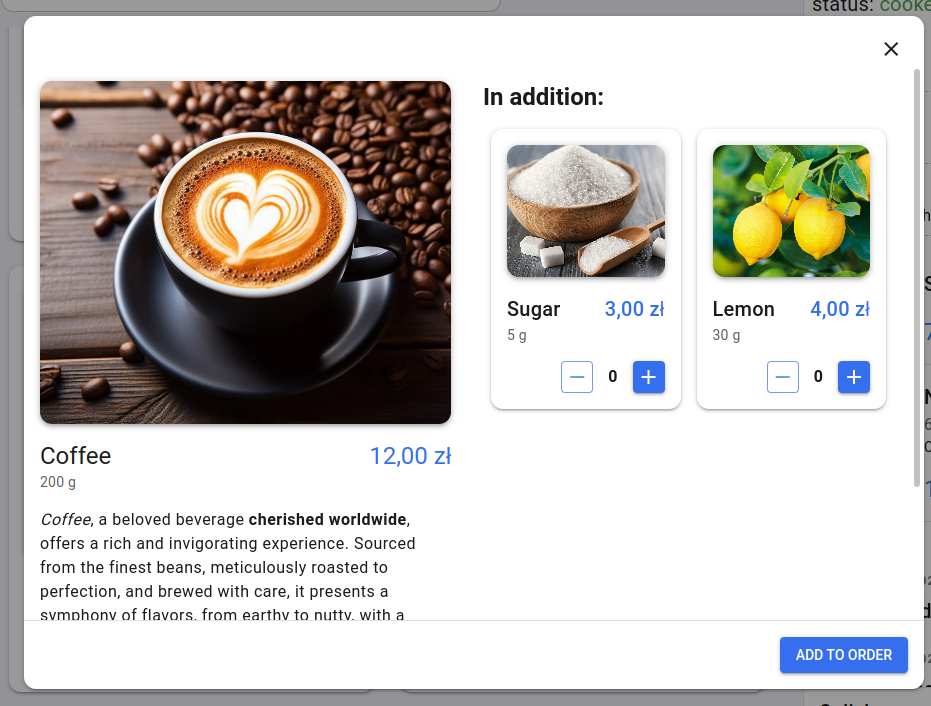 status: cooke
In addition:
Sugar 3,00 zł
5 g
0
Lemon 4,00 zł
30 g
0
Coffee 12,00 zł
200 g
Coffee, a beloved beverage cherished worldwide,
offers a rich and invigorating experience. Sourced
from the finest beans, meticulously roasted to
perfection, and brewed with care, it presents a
symphony of flavors, from earthy to nutty, with a
ADD TO ORDER